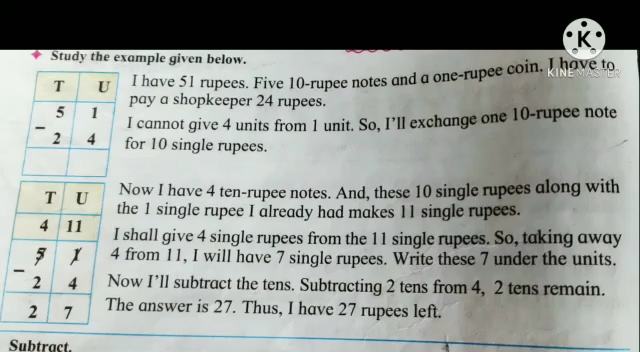 K
KINEMASTER
Study the example given below.
T U
5 1
− 2 4
I have 51 rupees. Five 10-rupee notes and a one-rupee coin. I have to
pay a shopkeeper 24 rupees.
I cannot give 4 units from 1 unit. So, I'll exchange one 10-rupee note
for 10 single rupees.
T U
4 11
5 1
− 2 4
2 7
Now I have 4 ten-rupee notes. And, these 10 single rupees along with
the 1 single rupee I already had makes 11 single rupees.
I shall give 4 single rupees from the 11 single rupees. So, taking away
4 from 11, I will have 7 single rupees. Write these 7 under the units.
Now I'll subtract the tens. Subtracting 2 tens from 4, 2 tens remain.
The answer is 27. Thus, I have 27 rupees left.
Subtract.